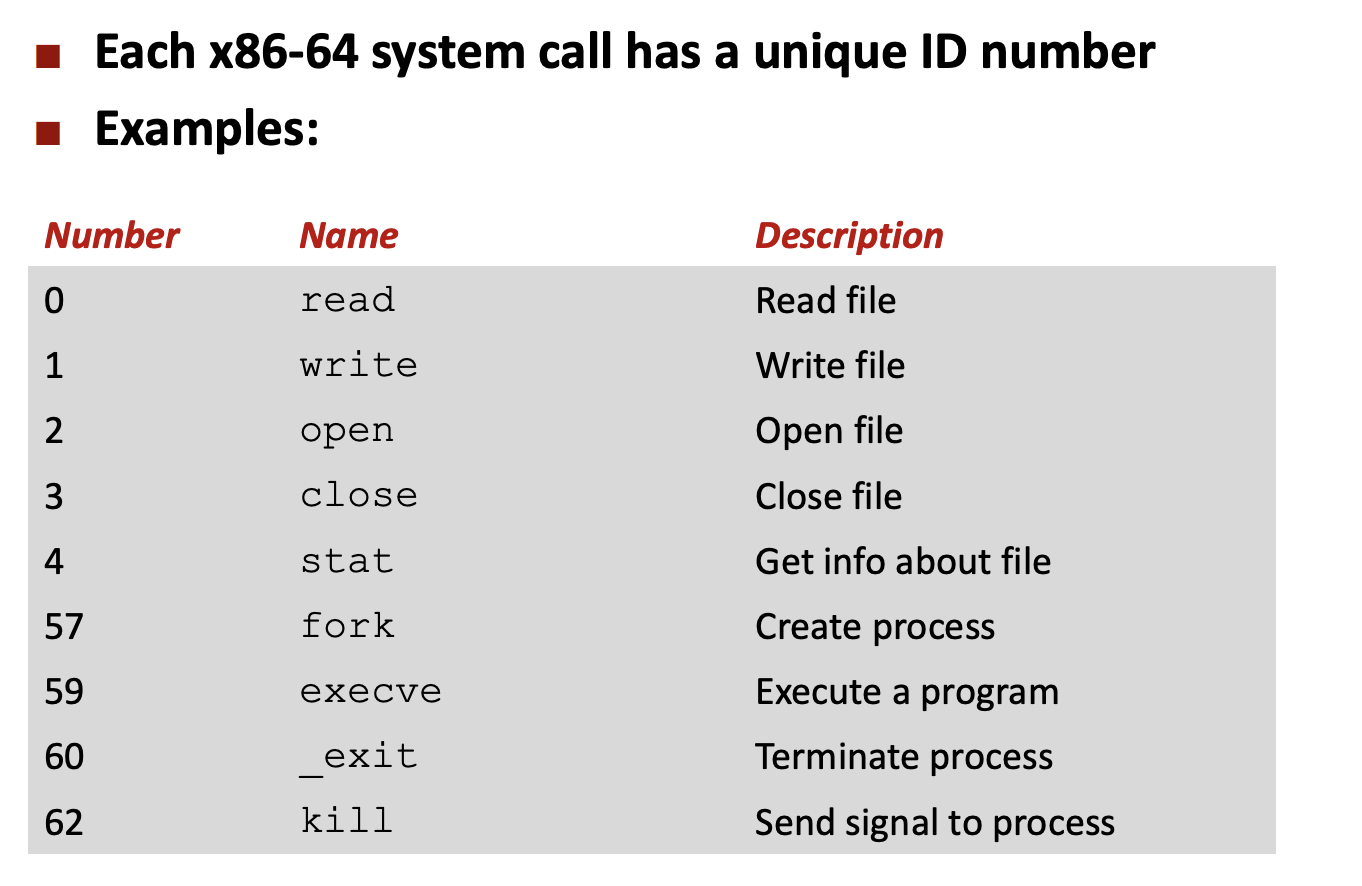 ■ Each x86-64 system call has a unique ID number
■ Examples:
Number Name Description
0 read Read file
1 write Write file
2 open Open file
3 close Close file
4 stat Get info about file
57 fork Create process
59 execve Execute a program
60 _exit Terminate process
62 kill Send signal to process